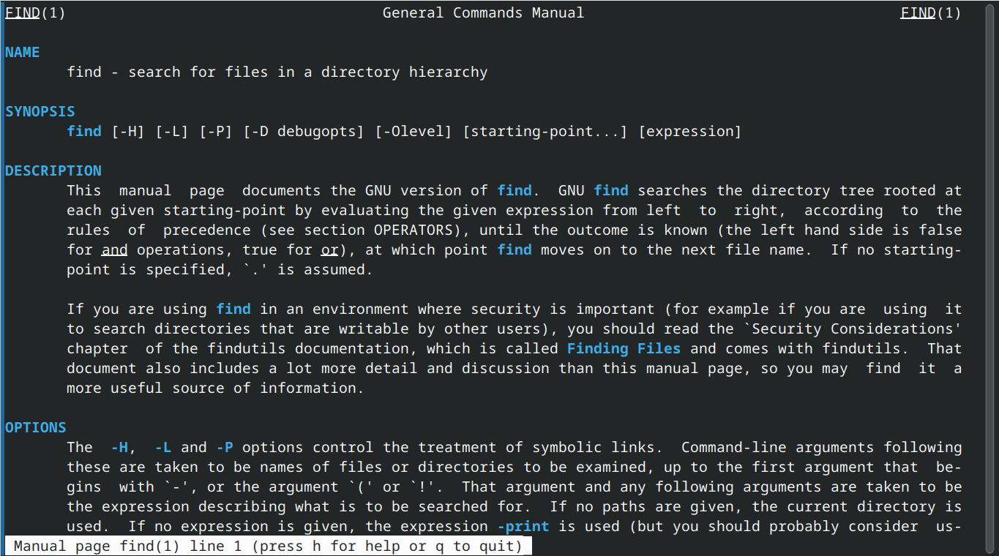 FIND(1) General Commands Manual FIND(1)
NAME
find - search for files in a directory hierarchy
SYNOPSIS
find [-H] [-L] [-P] [-D debugopts] [-Olevel] [starting-point...] [expression]
DESCRIPTION
This manual page documents the GNU version of find. GNU find searches the directory tree rooted at
each given starting-point by evaluating the given expression from left to right, according to the
rules of precedence (see section OPERATORS), until the outcome is known (the left hand side is false
for and operations, true for or), at which point find moves on to the next file name. If no starting-
point is specified, `.' is assumed.
If you are using find in an environment where security is important (for example if you are using it
to search directories that are writable by other users), you should read the `Security Considerations'
chapter of the findutils documentation, which is called Finding Files and comes with findutils. That
document also includes a lot more detail and discussion than this manual page, so you may find it a
more useful source of information.
OPTIONS
The -H, -L and -P options control the treatment of symbolic links. Command-line arguments following
these are taken to be names of files or directories to be examined, up to the first argument that be-
gins with `-', or the argument `(' or `!'. That argument and any following arguments are taken to be
the expression describing what is to be searched for. If no paths are given, the current directory is
used. If no expression is given, the expression -print is used (but you should probably consider us-
Manual page find(1) line 1 (press h for help or q to quit)